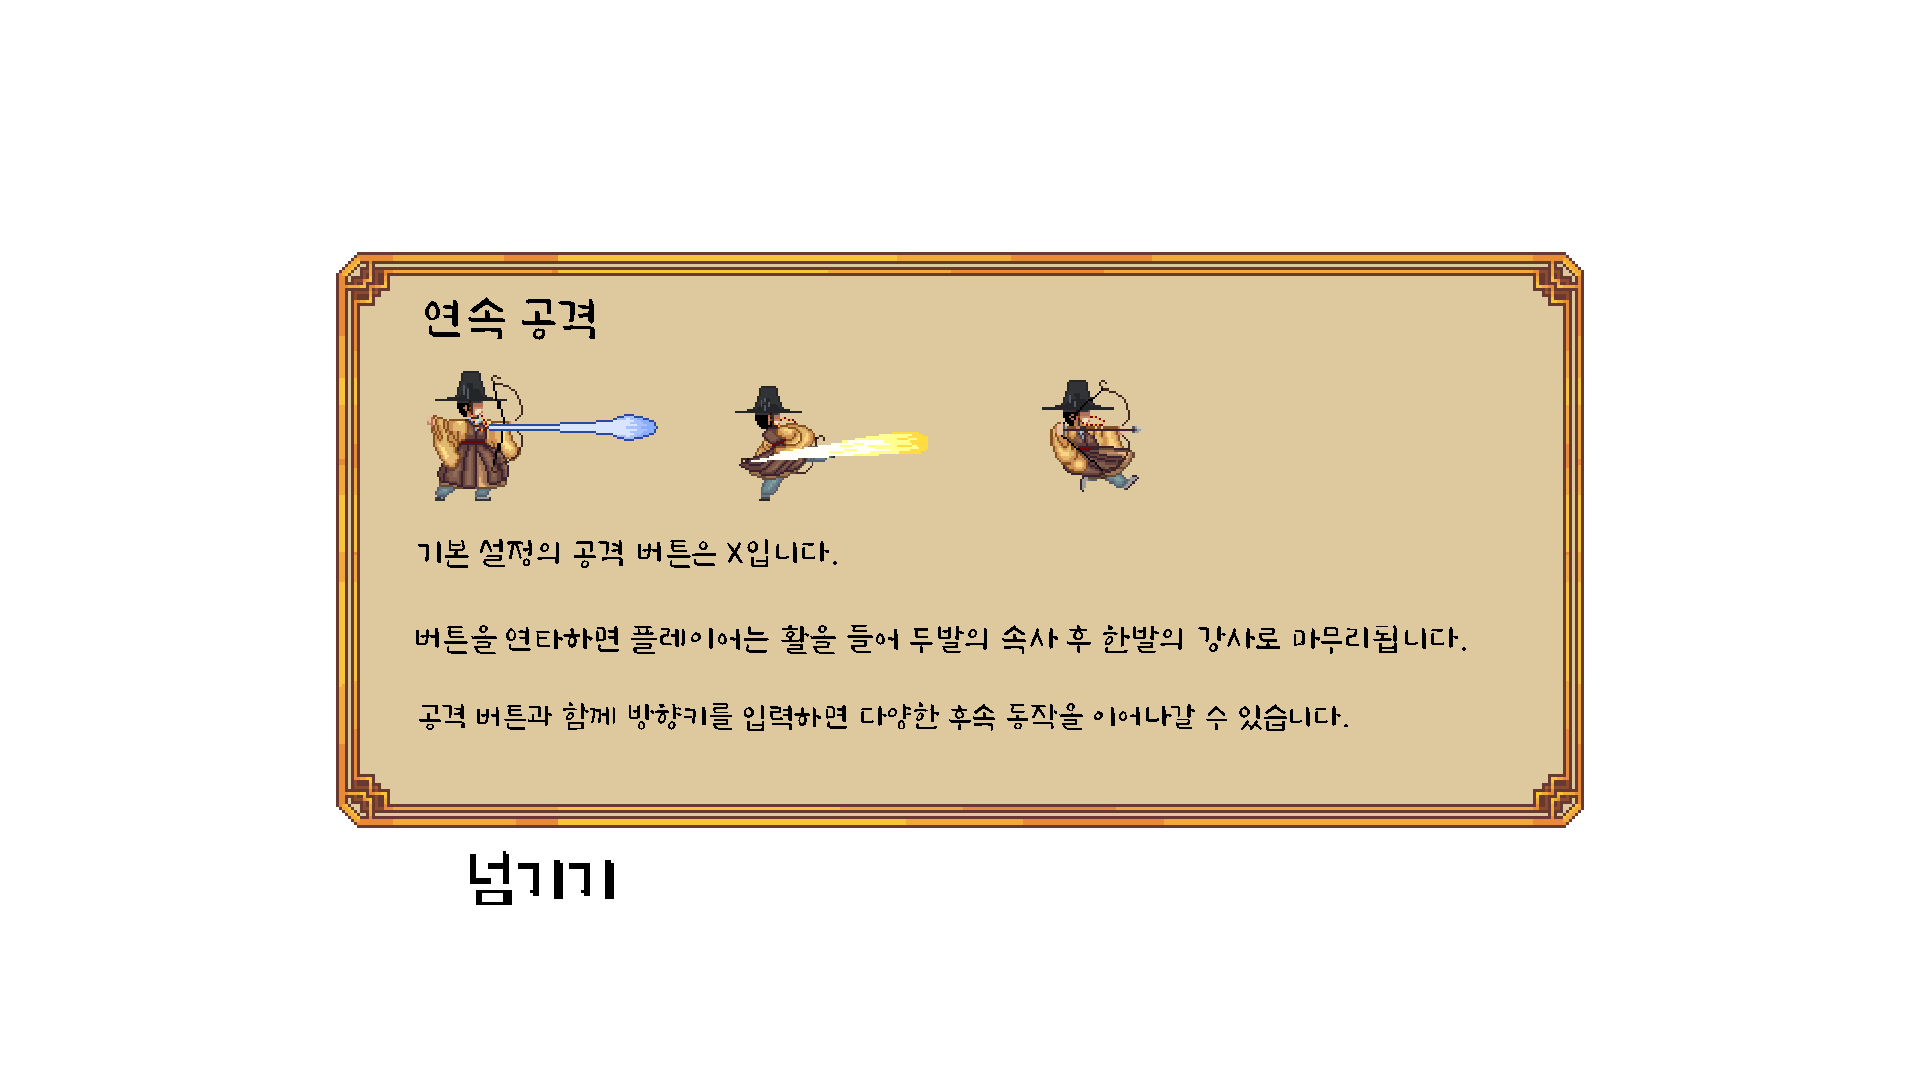 연속 공격
기본 설정의 공격 버튼은 X입니다.
버튼을 연타하면 플레이어는 활을 들어 두발의 속사 후 한발의 강사로 마무리됩니다.
공격 버튼과 함께 방향키를 입력하면 다양한 후속 동작을 이어나갈 수 있습니다.
넘기기